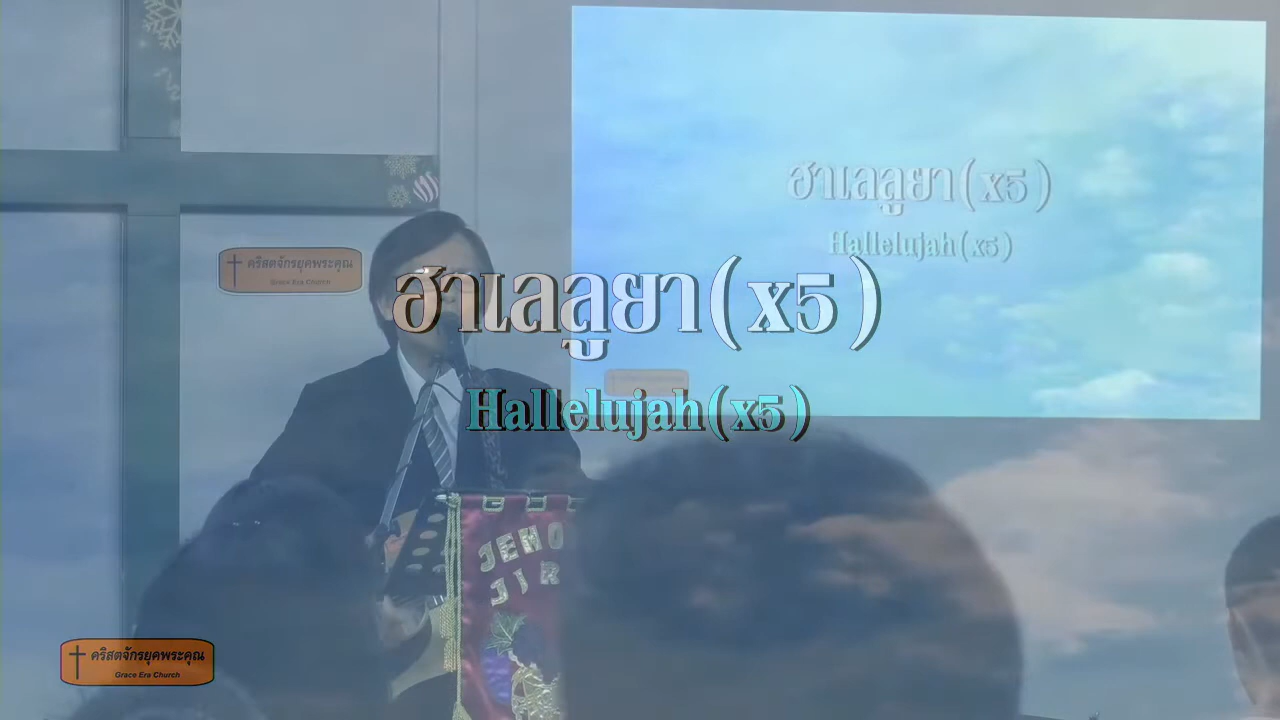 ฮาเลลูยา(x5)
Hallelujah(x5)
คริสตจักรยุคพระคุณ
Grace Era Church
ฮาเลลูยา(x5)
Hallelujah(x5)
JEHO
JIR
คริสตจักรยุคพระคุณ
Grace Era Church